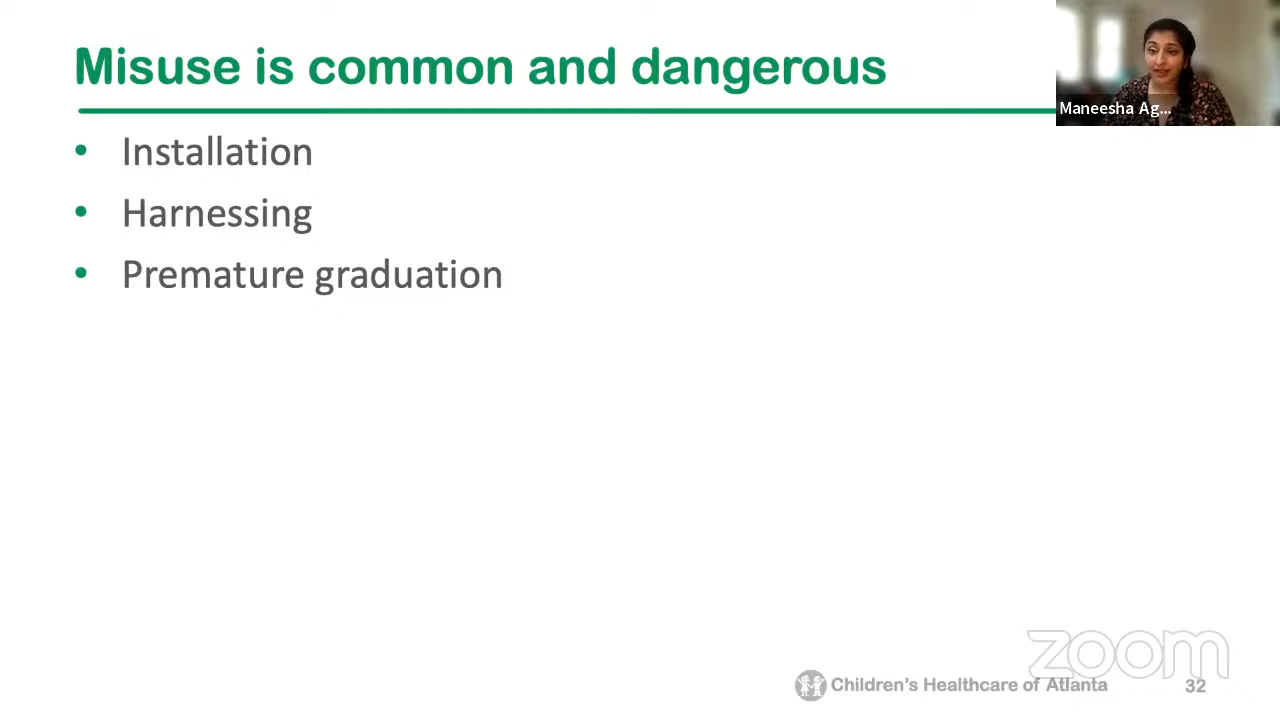 Misuse is common and dangerous
Maneesha Ag...
• Installation
• Harnessing
• Premature graduation
zoom
Children's Healthcare of Atlanta
32